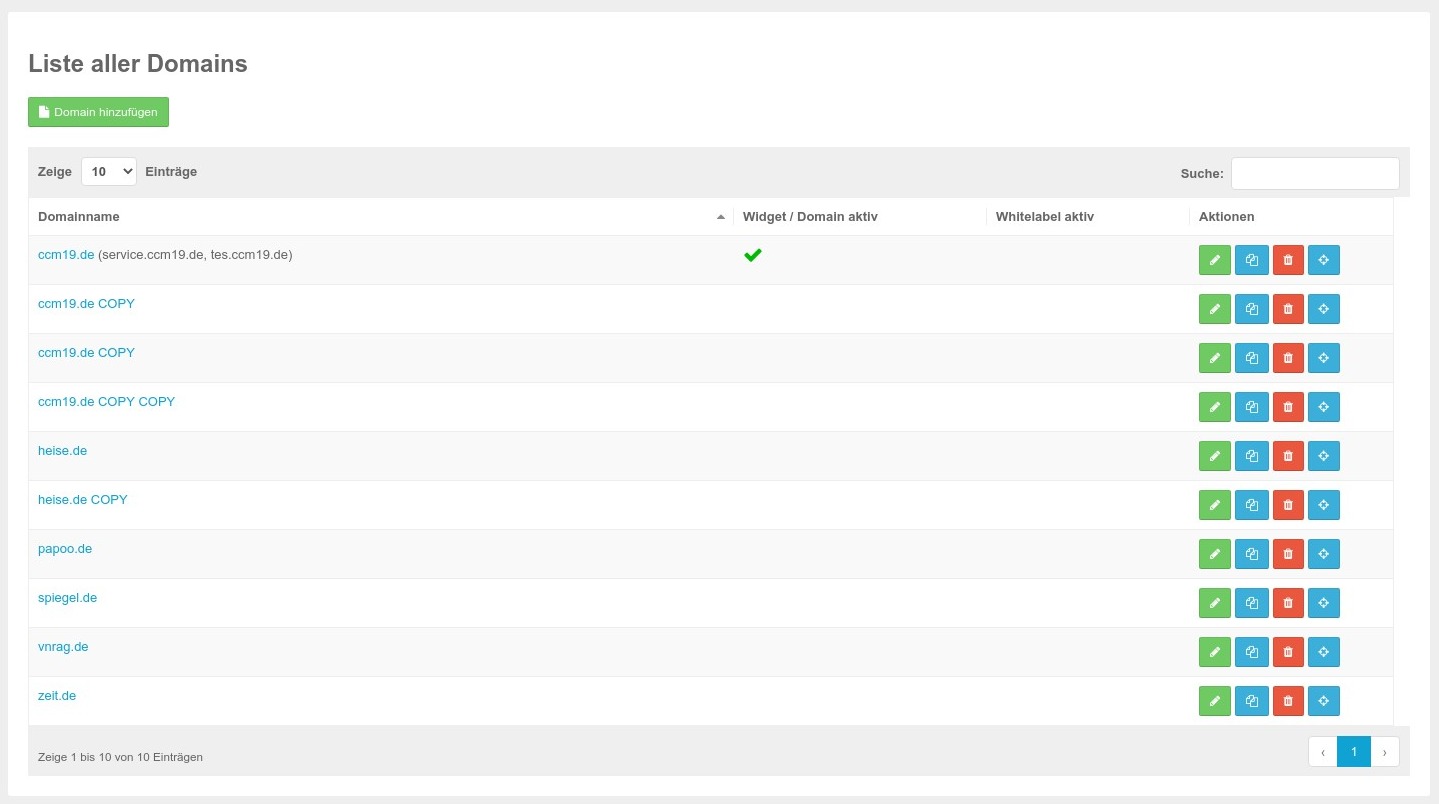 Liste aller Domains
Domain hinzufügen
Zeige 10 Einträge Suche:
Domainname Widget / Domain aktiv Whitelabel aktiv Aktionen
ccm19.de (service.ccm19.de, tes.ccm19.de)
ccm19.de COPY
ccm19.de COPY
ccm19.de COPY COPY
heise.de
heise.de COPY
papoo.de
spiegel.de
vnrag.de
zeit.de
Zeige 1 bis 10 von 10 Einträgen ‹ 1 ›